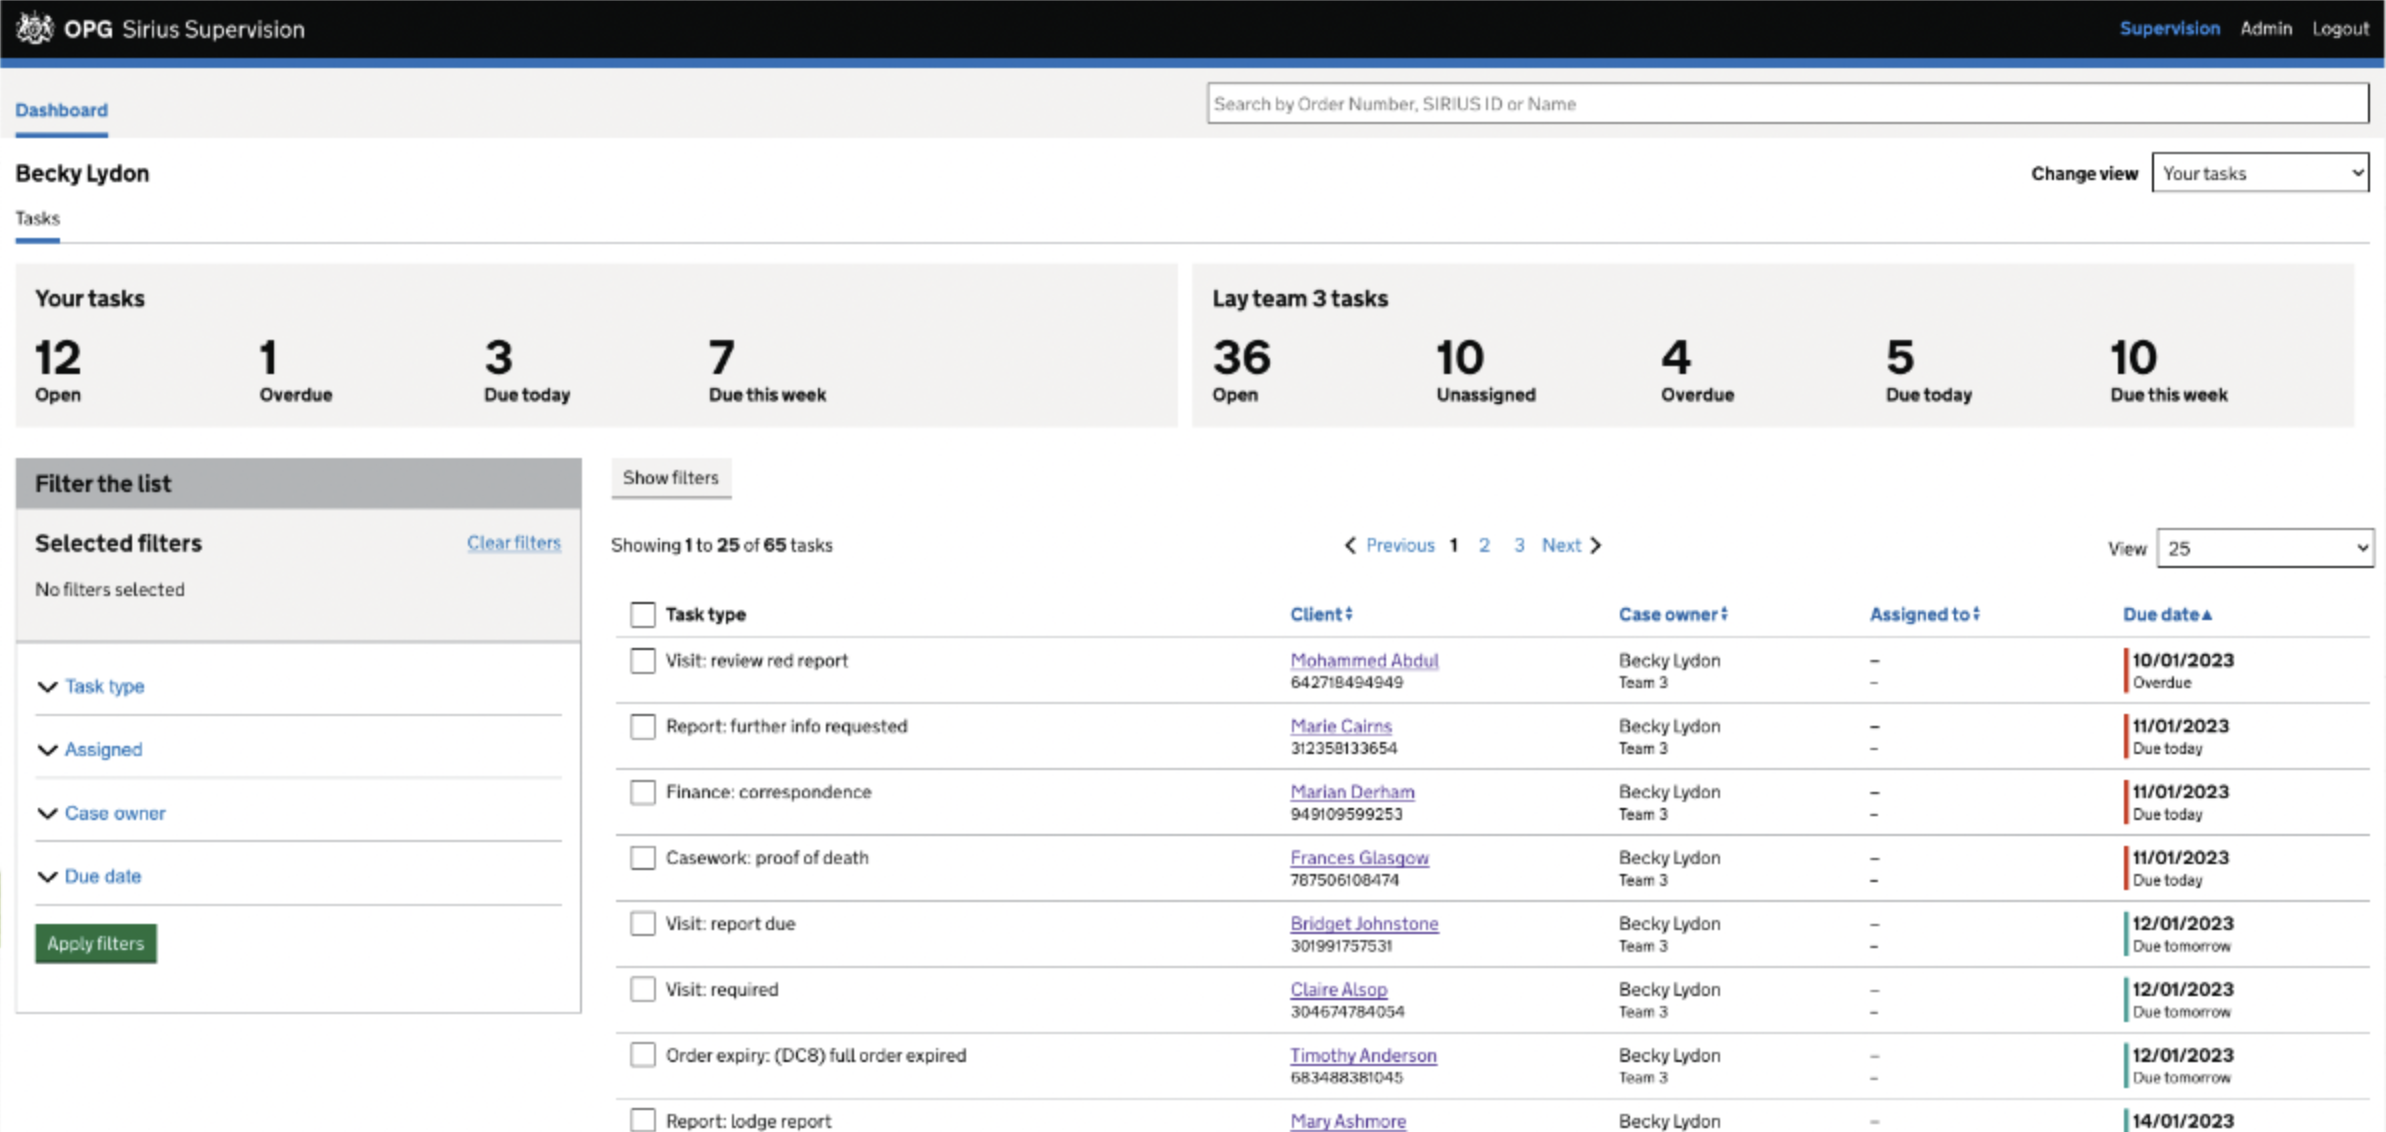 OPG Sirius Supervision
Supervision Admin Logout
Dashboard
Search by Order Number, SIRIUS ID or Name
Becky Lydon
Change view Your tasks
Tasks
Your tasks
12 1 3 7
Open Overdue Due today Due this week
Lay team 3 tasks
36 10 4 5 10
Open Unassigned Overdue Due today Due this week
Filter the list
Selected filters Clear filters
No filters selected
Task type
Assigned
Case owner
Due date
Apply filters
Show filters
Showing 1 to 25 of 65 tasks Previous 1 2 3 Next View 25
Task type Client Case owner Assigned to Due date
Visit: review red report Mohammed Abdul Becky Lydon – 10/01/2023
642718494949 Team 3 – Overdue
Report: further info requested Marie Cairns Becky Lydon – 11/01/2023
312358133654 Team 3 – Due today
Finance: correspondence Marian Derham Becky Lydon – 11/01/2023
949109599253 Team 3 – Due today
Casework: proof of death Frances Glasgow Becky Lydon – 11/01/2023
787506108474 Team 3 – Due today
Visit: report due Bridget Johnstone Becky Lydon – 12/01/2023
301991757531 Team 3 – Due tomorrow
Visit: required Claire Alsop Becky Lydon – 12/01/2023
304674784054 Team 3 – Due tomorrow
Order expiry: (DC8) full order expired Timothy Anderson Becky Lydon – 12/01/2023
683488381045 Team 3 – Due tomorrow
Report: lodge report Mary Ashmore Becky Lydon – 14/01/2023